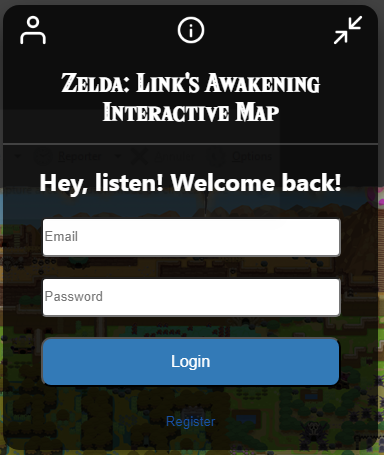 Zelda: Link's Awakening
Interactive Map
Hey, listen! Welcome back!
Email
Password
Login
Register